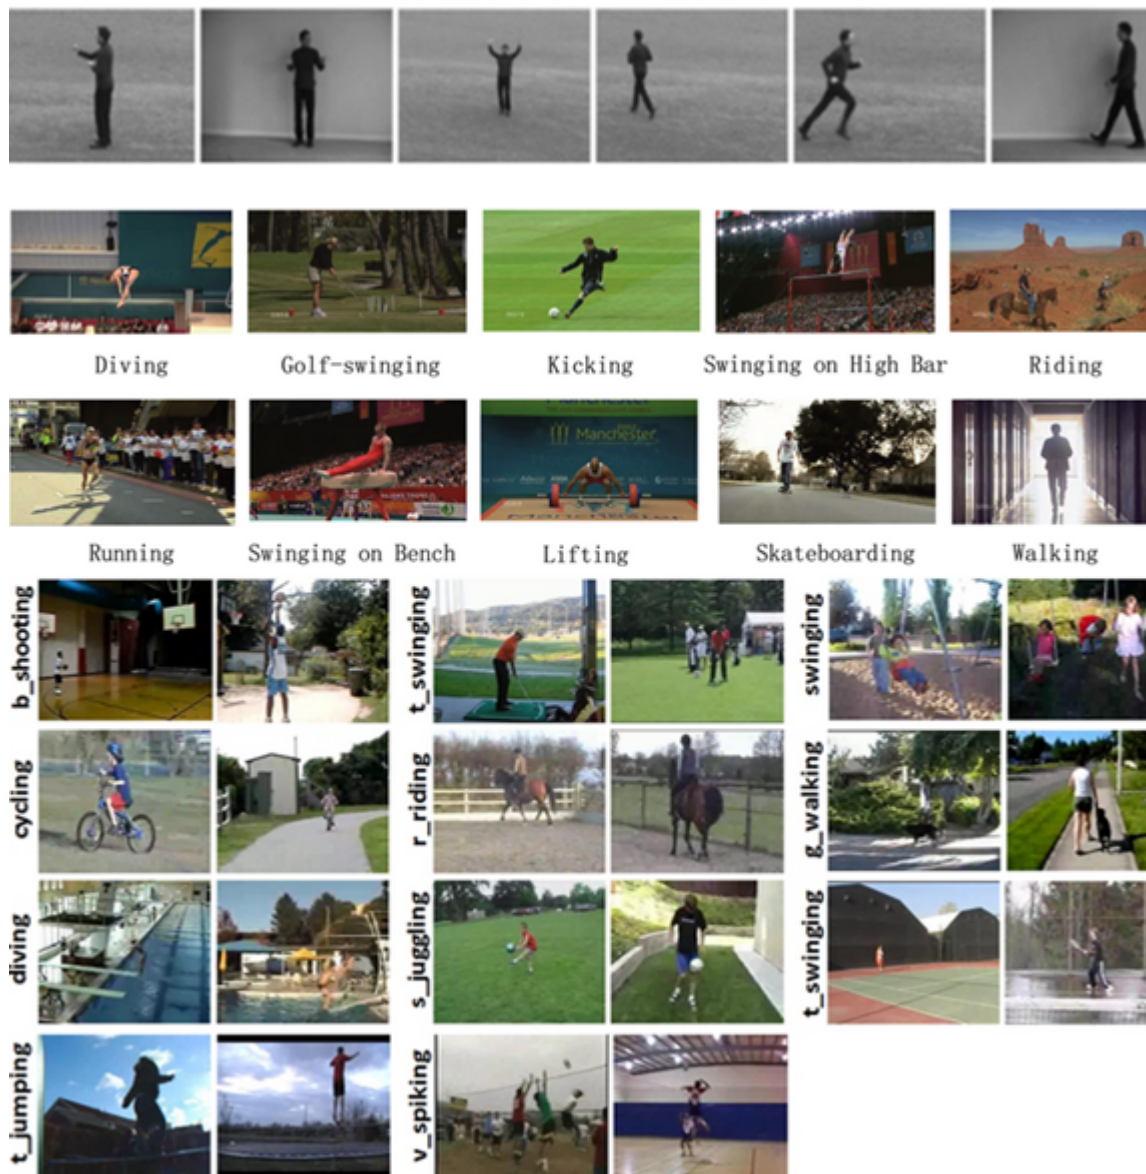 Diving Golf-swinging Kicking Swinging on High Bar Riding
Manchester
Running Swinging on Bench Lifting Skateboarding Walking
b_shooting t_swinging swinging
cycling r_riding g_walking
diving s_juggling t_swinging
t_jumping v_spiking